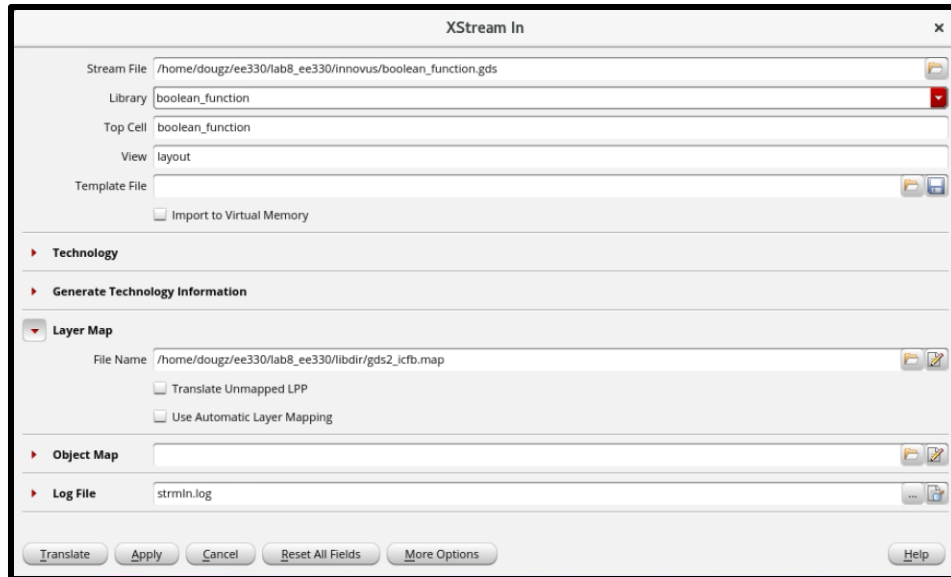 XStream In
Stream File /home/dougz/ee330/lab8_ee330/innovus/boolean_function.gds
Library boolean_function
Top Cell boolean_function
View layout
Template File
Import to Virtual Memory
Technology
Generate Technology Information
Layer Map
File Name /home/dougz/ee330/lab8_ee330/libdir/gds2_icfb.map
Translate Unmapped LPP
Use Automatic Layer Mapping
Object Map
Log File strmIn.log ...
Translate Apply Cancel Reset All Fields More Options Help